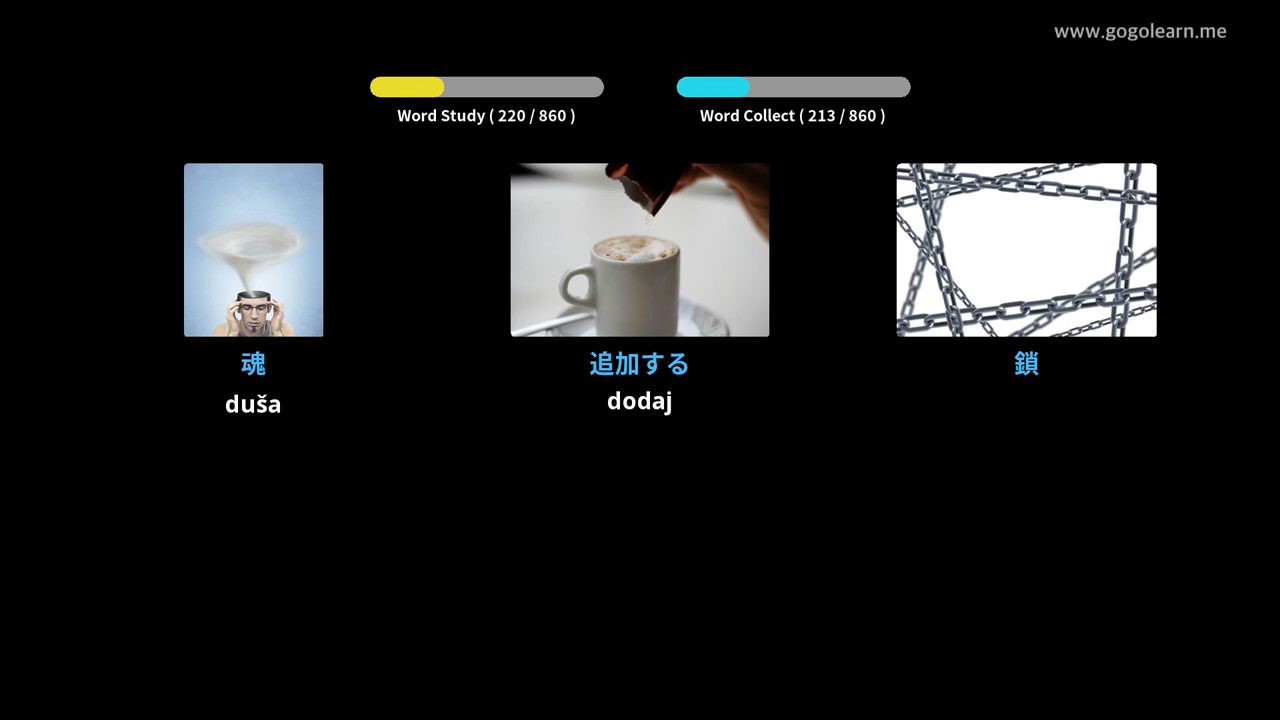 www.gogolearn.me
Word Study ( 220 / 860 )
Word Collect ( 213 / 860 )
魂
追加する
鎖
duša
dodaj